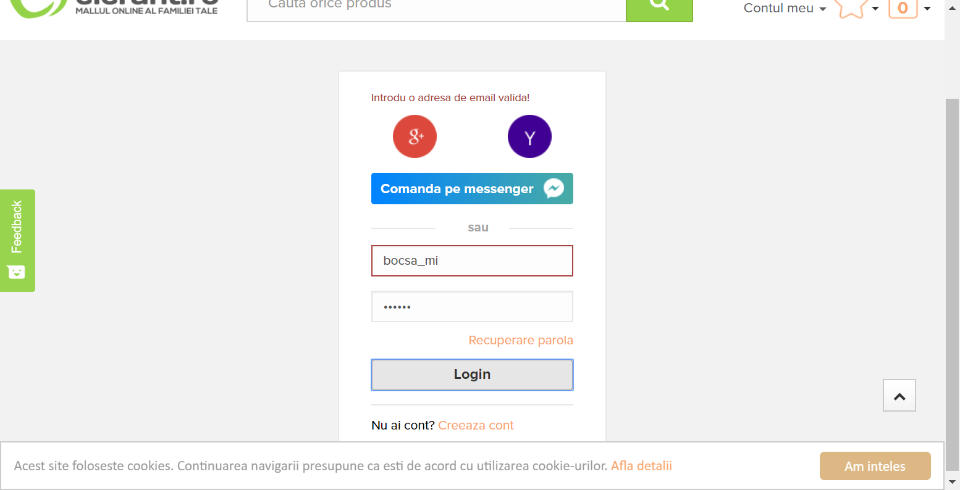 MALLUL ONLINE AL FAMILIEI TALE
Cauta orice produs
Contul meu
0
Introdu o adresa de email valida!
g+
Y
Comanda pe messenger
sau
bocsa_mi
••••••
Recuperare parola
Login
Nu ai cont? Creeaza cont
Feedback
Acest site foloseste cookies. Continuarea navigarii presupune ca esti de acord cu utilizarea cookie-urilor. Afla detalii
Am inteles